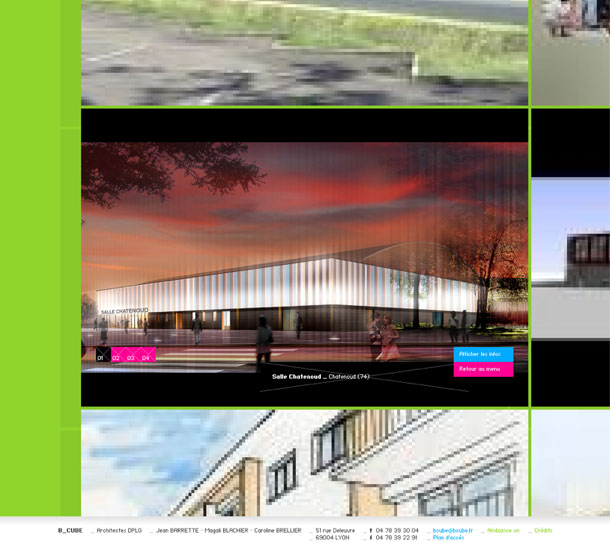 SALLE CHATENOUD
01 02 03 04
Afficher les infos
Retour au menu
Salle Chatenoud _ Chatenoud (74)
B_CUBE _ Architectes DPLG _ Jean BARRETTE - Magali BLACHIER - Caroline BRELLIER _ 51 rue Deleuvre _ t 04 78 39 30 04 _ bcube@bcube.fr _ Ambiance on _ Crédits
_ 69004 LYON _ f 04 78 39 22 91 _ Plan d'accès